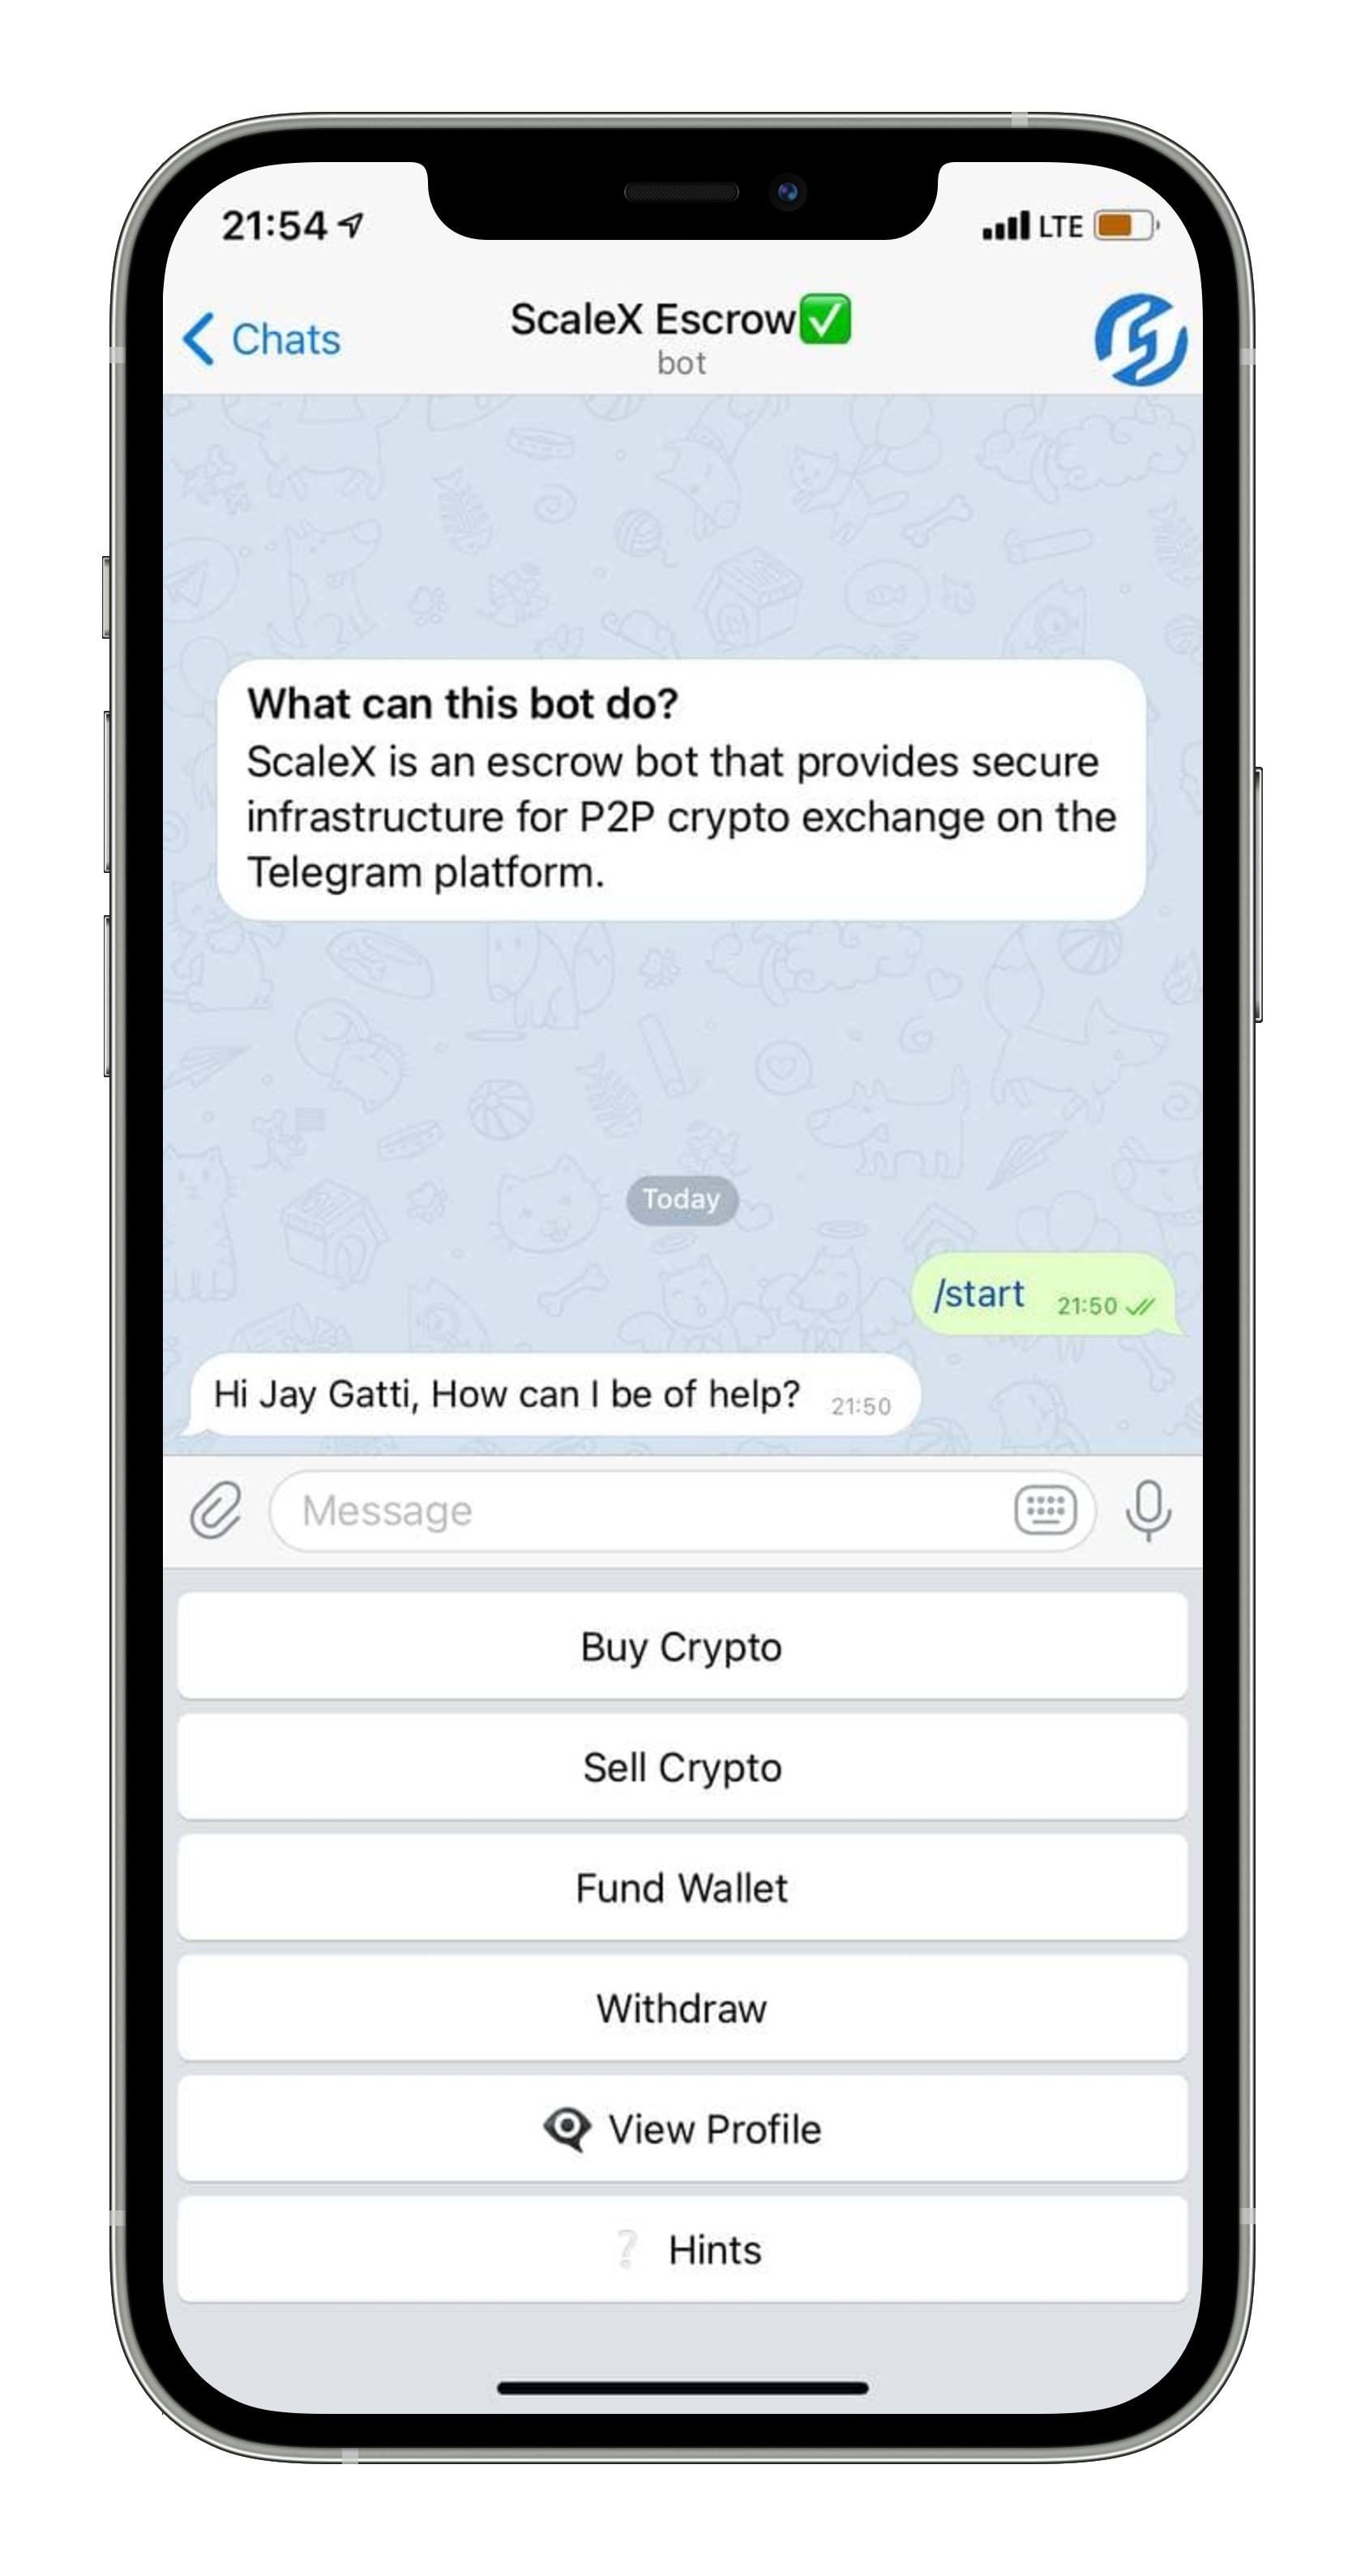 21:54
LTE
Chats
ScaleX Escrow✅
bot
What can this bot do?
ScaleX is an escrow bot that provides secure
infrastructure for P2P crypto exchange on the
Telegram platform.
Today
/start 21:50
Hi Jay Gatti, How can I be of help? 21:50
Message
Buy Crypto
Sell Crypto
Fund Wallet
Withdraw
👁️‍🗨️ View Profile
❔ Hints